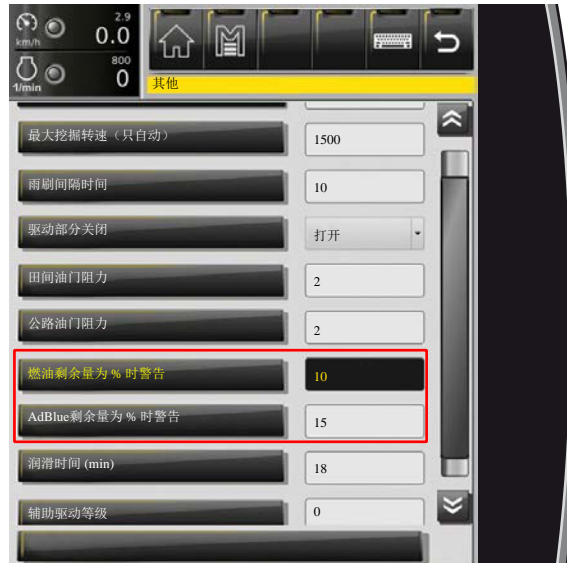 2.9
0.0
km/h
800
0
1/min
其他
最大挖掘转速（只自动） 1500
雨刷间隔时间 10
驱动部分关闭 打开
田间油门阻力 2
公路油门阻力 2
燃油剩余量为 % 时警告 10
AdBlue剩余量为 % 时警告 15
润滑时间 (min) 18
辅助驱动等级 0